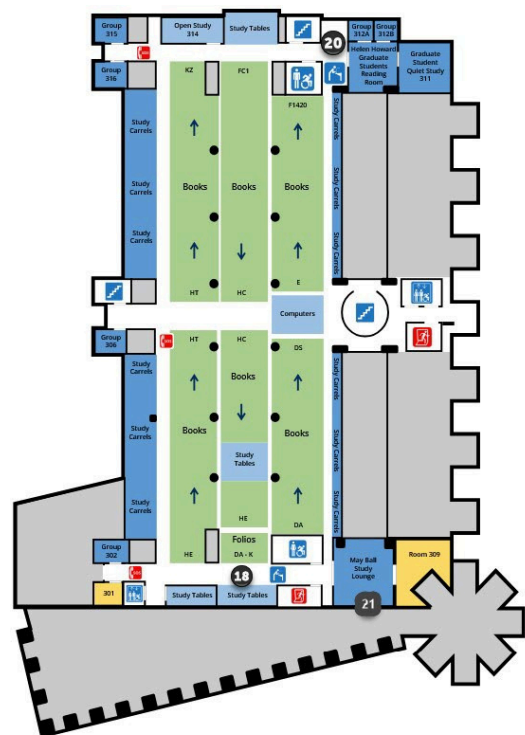 Group
315
Open Study
314
Study Tables
20
Group
312A
Group
312B
Helen Howard
Graduate
Students
Reading
Room
Graduate
Student
Quiet Study
311
Group
316
KZ
FC1
F1420
Study
Carrels
Study
Carrels
Study
Carrels
Books
Books
Books
Study Carrels
Study Carrels
Study Carrels
HT
HC
E
Computers
Group
306
HT
HC
DS
Study
Carrels
Study
Carrels
Study
Carrels
Books
Books
Books
Study
Tables
Study Carrels
Study Carrels
Study Carrels
HE
HE
DA
Folios
DA - K
Group
302
18
May Ball
Study
Lounge
Room 309
301
Study Tables
Study Tables
21